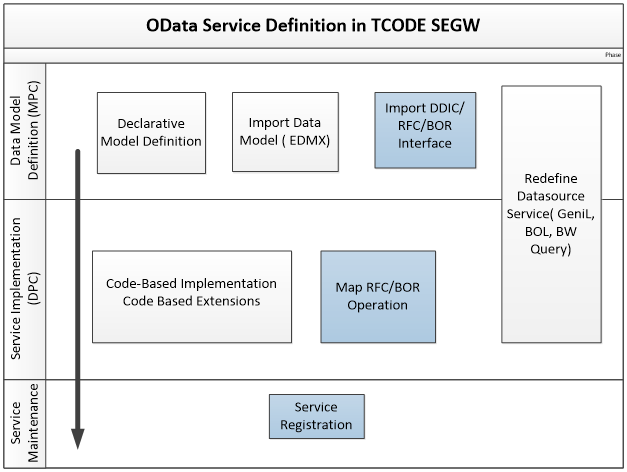 OData Service Definition in TCODE SEGW
Phase
Data Model
Definition (MPC)
Declarative
Model Definition
Import Data
Model ( EDMX)
Import DDIC/
RFC/BOR
Interface
Redefine
Datasource
Service( GeniL,
BOL, BW
Query)
Service Implementation
(DPC)
Code-Based Implementation
Code Based Extensions
Map RFC/BOR
Operation
Service
Maintenance
Service
Registration